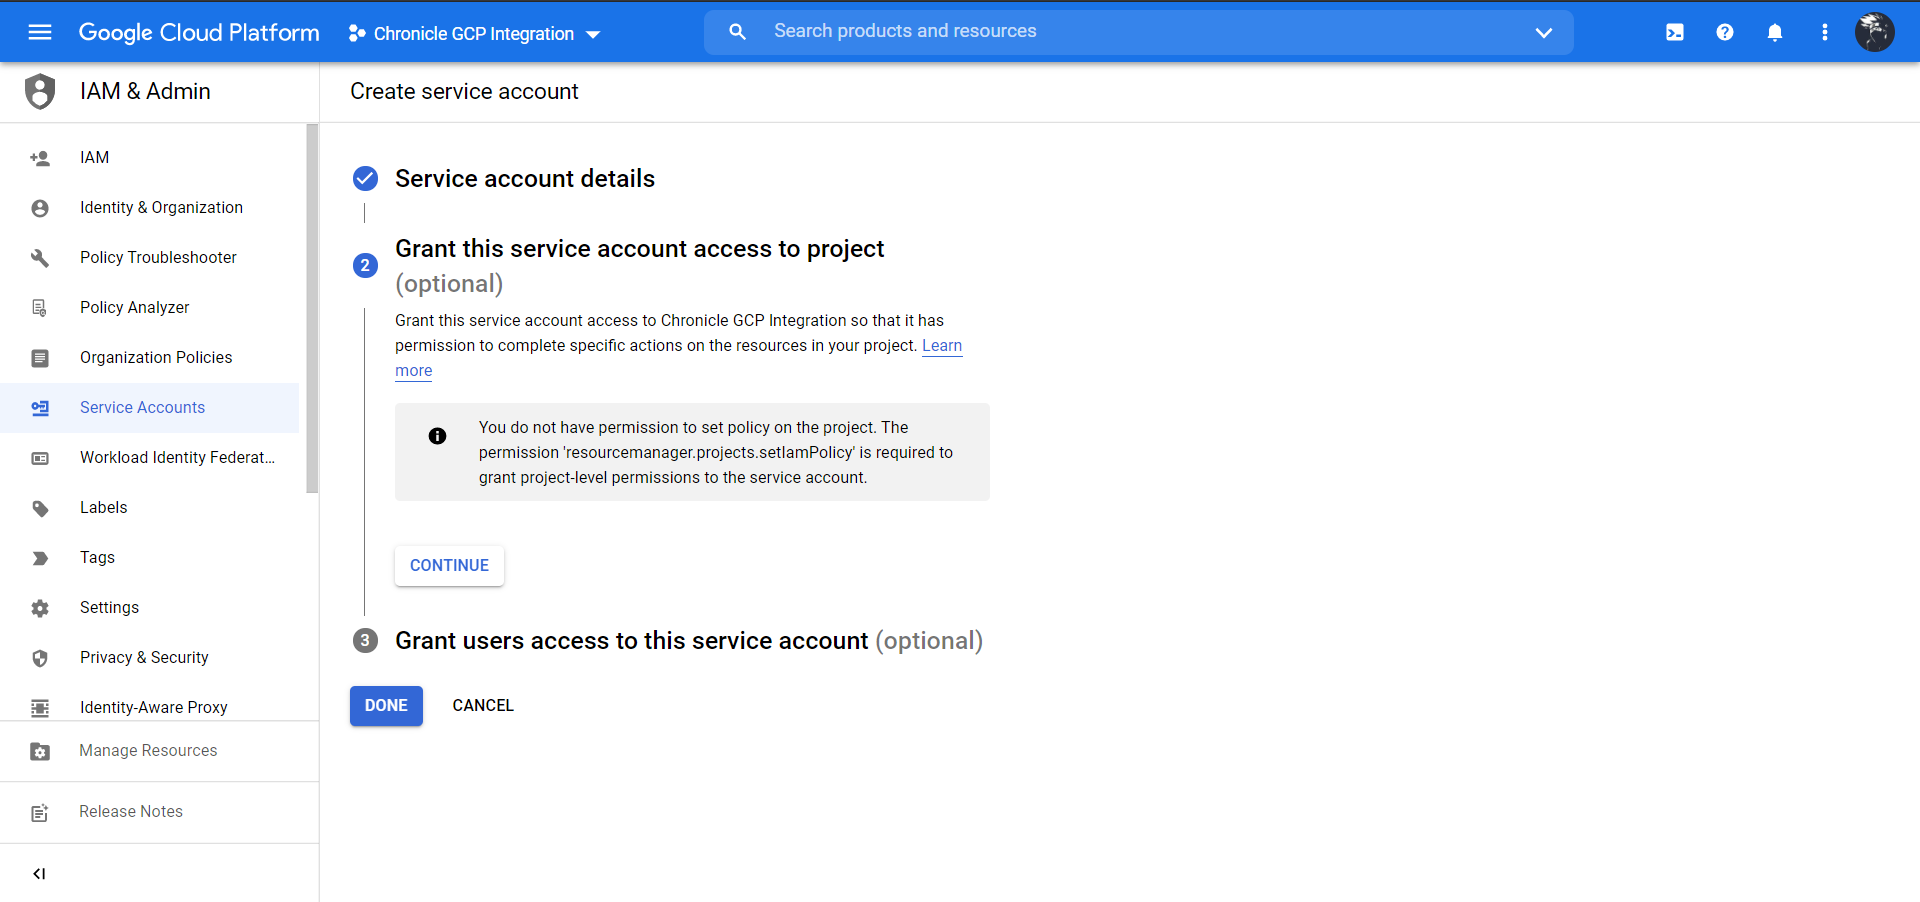 Google Cloud Platform
Chronicle GCP Integration
Search products and resources
IAM & Admin
Create service account
IAM
Identity & Organization
Policy Troubleshooter
Policy Analyzer
Organization Policies
Service Accounts
Workload Identity Federat...
Labels
Tags
Settings
Privacy & Security
Identity-Aware Proxy
Manage Resources
Release Notes
Service account details
2
Grant this service account access to project
(optional)
Grant this service account access to Chronicle GCP Integration so that it has
permission to complete specific actions on the resources in your project. Learn
more
You do not have permission to set policy on the project. The
permission 'resourcemanager.projects.setIamPolicy' is required to
grant project-level permissions to the service account.
CONTINUE
3 Grant users access to this service account (optional)
DONE CANCEL